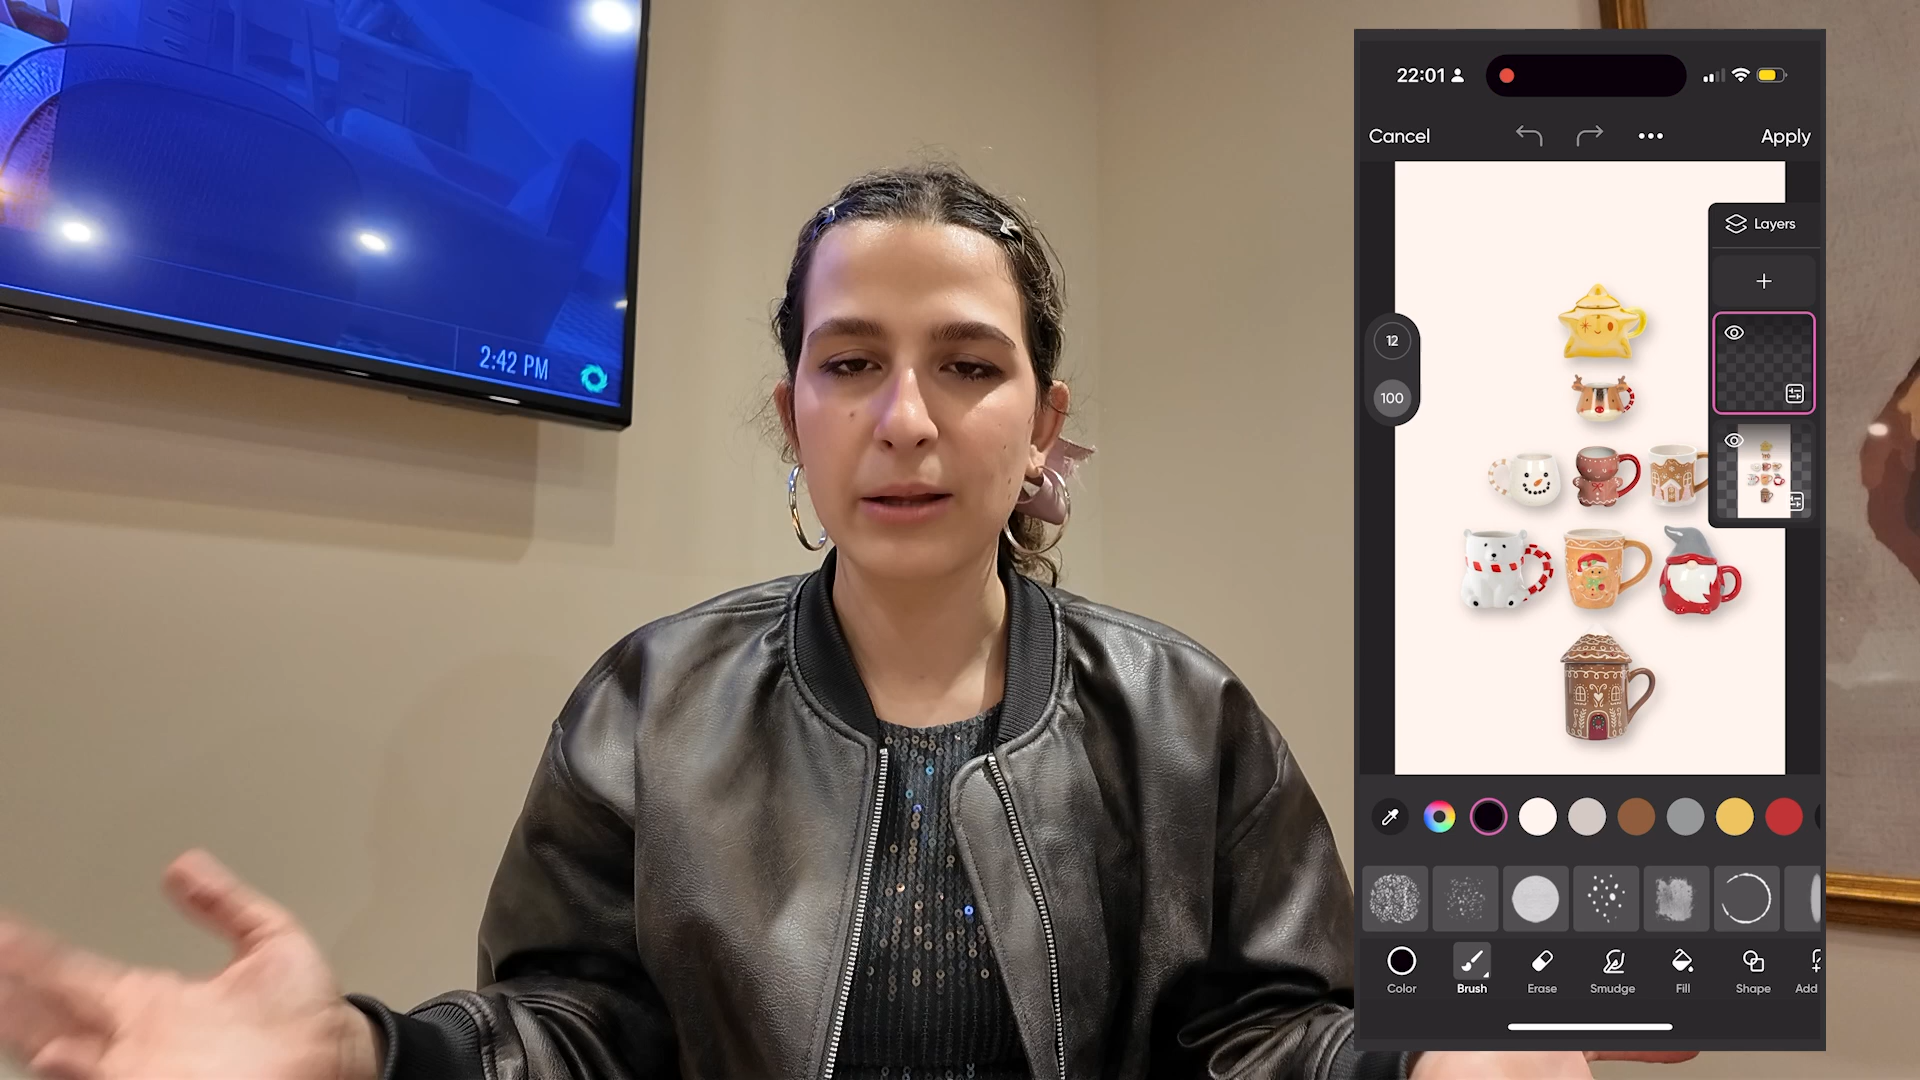 2:42 PM
22:01
Cancel
Apply
Layers
12
100
Color
Brush
Erase
Smudge
Fill
Shape
Add